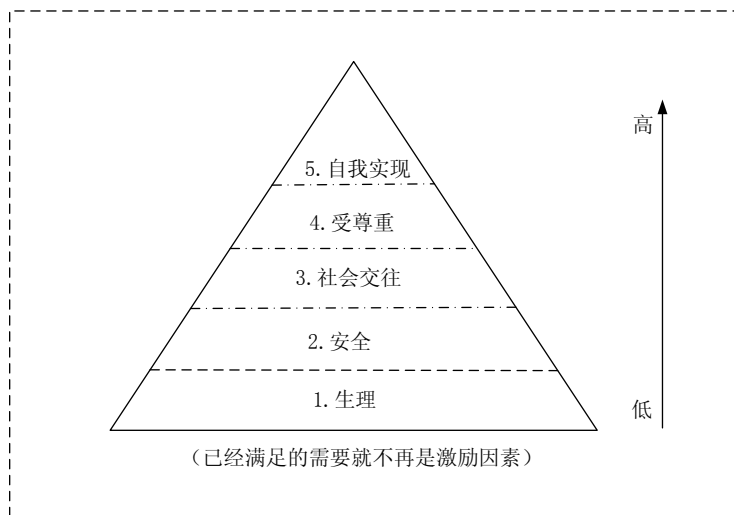 高
5.自我实现
4.受尊重
3.社会交往
2.安全
1.生理
低
（已经满足的需要就不再是激励因素）